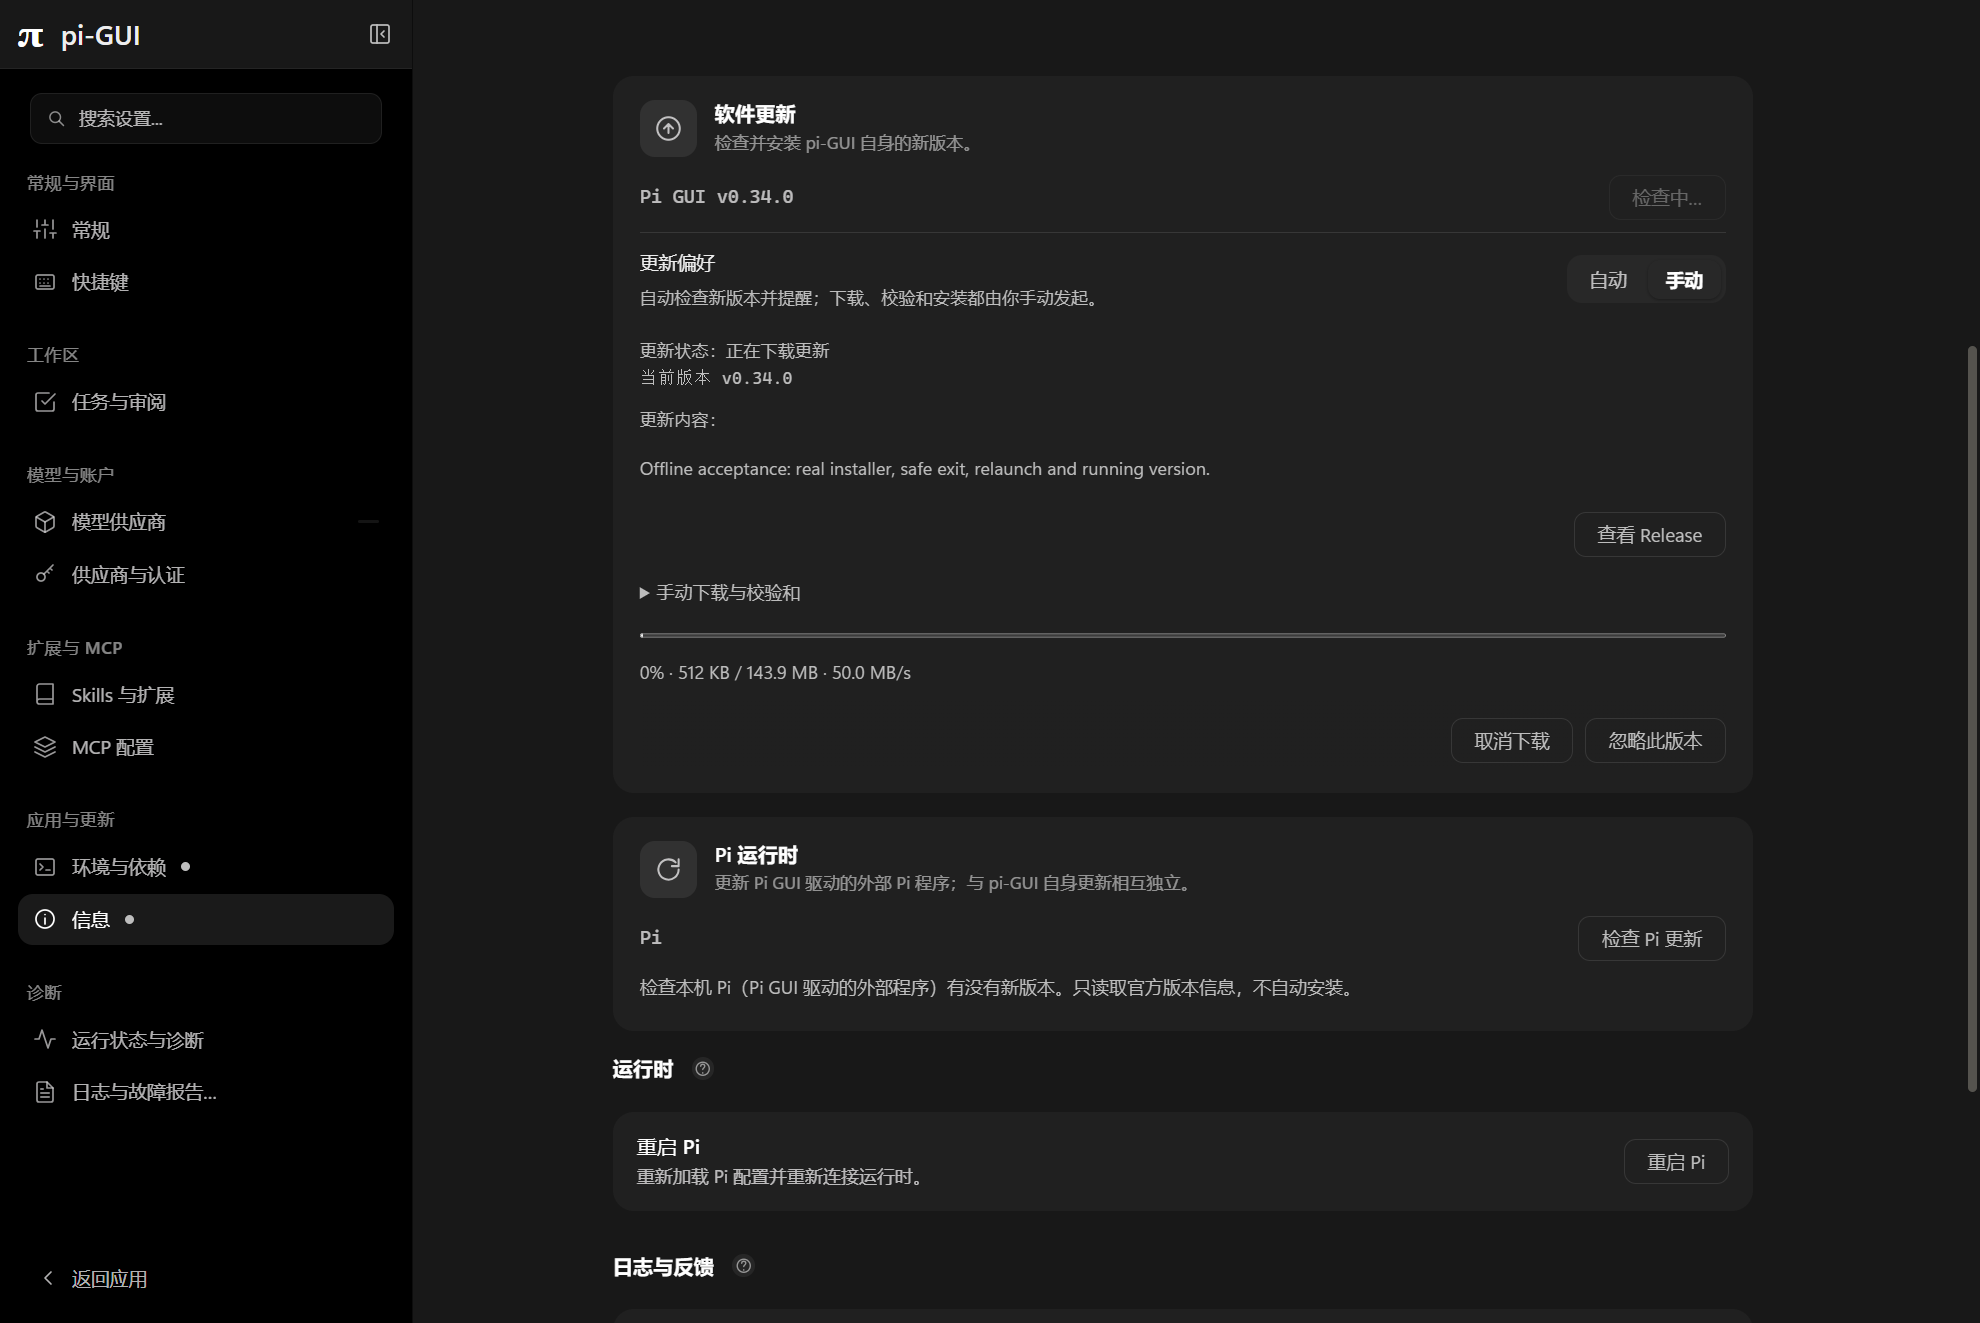 π pi-GUI
搜索设置...
常规与界面
常规
快捷键
工作区
任务与审阅
模型与账户
模型供应商
供应商与认证
扩展与 MCP
Skills 与扩展
MCP 配置
应用与更新
环境与依赖
信息
诊断
运行状态与诊断
日志与故障报告...
返回应用
软件更新
检查并安装 pi-GUI 自身的新版本。
Pi GUI v0.34.0
检查中...
更新偏好
自动检查新版本并提醒；下载、校验和安装都由你手动发起。
自动 手动
更新状态：正在下载更新
当前版本 v0.34.0
更新内容：
Offline acceptance: real installer, safe exit, relaunch and running version.
查看 Release
手动下载与校验和
0% · 512 KB / 143.9 MB · 50.0 MB/s
取消下载 忽略此版本
Pi 运行时
更新 Pi GUI 驱动的外部 Pi 程序；与 pi-GUI 自身更新相互独立。
Pi
检查 Pi 更新
检查本机 Pi（Pi GUI 驱动的外部程序）有没有新版本。只读取官方版本信息，不自动安装。
运行时
重启 Pi
重新加载 Pi 配置并重新连接运行时。
重启 Pi
日志与反馈